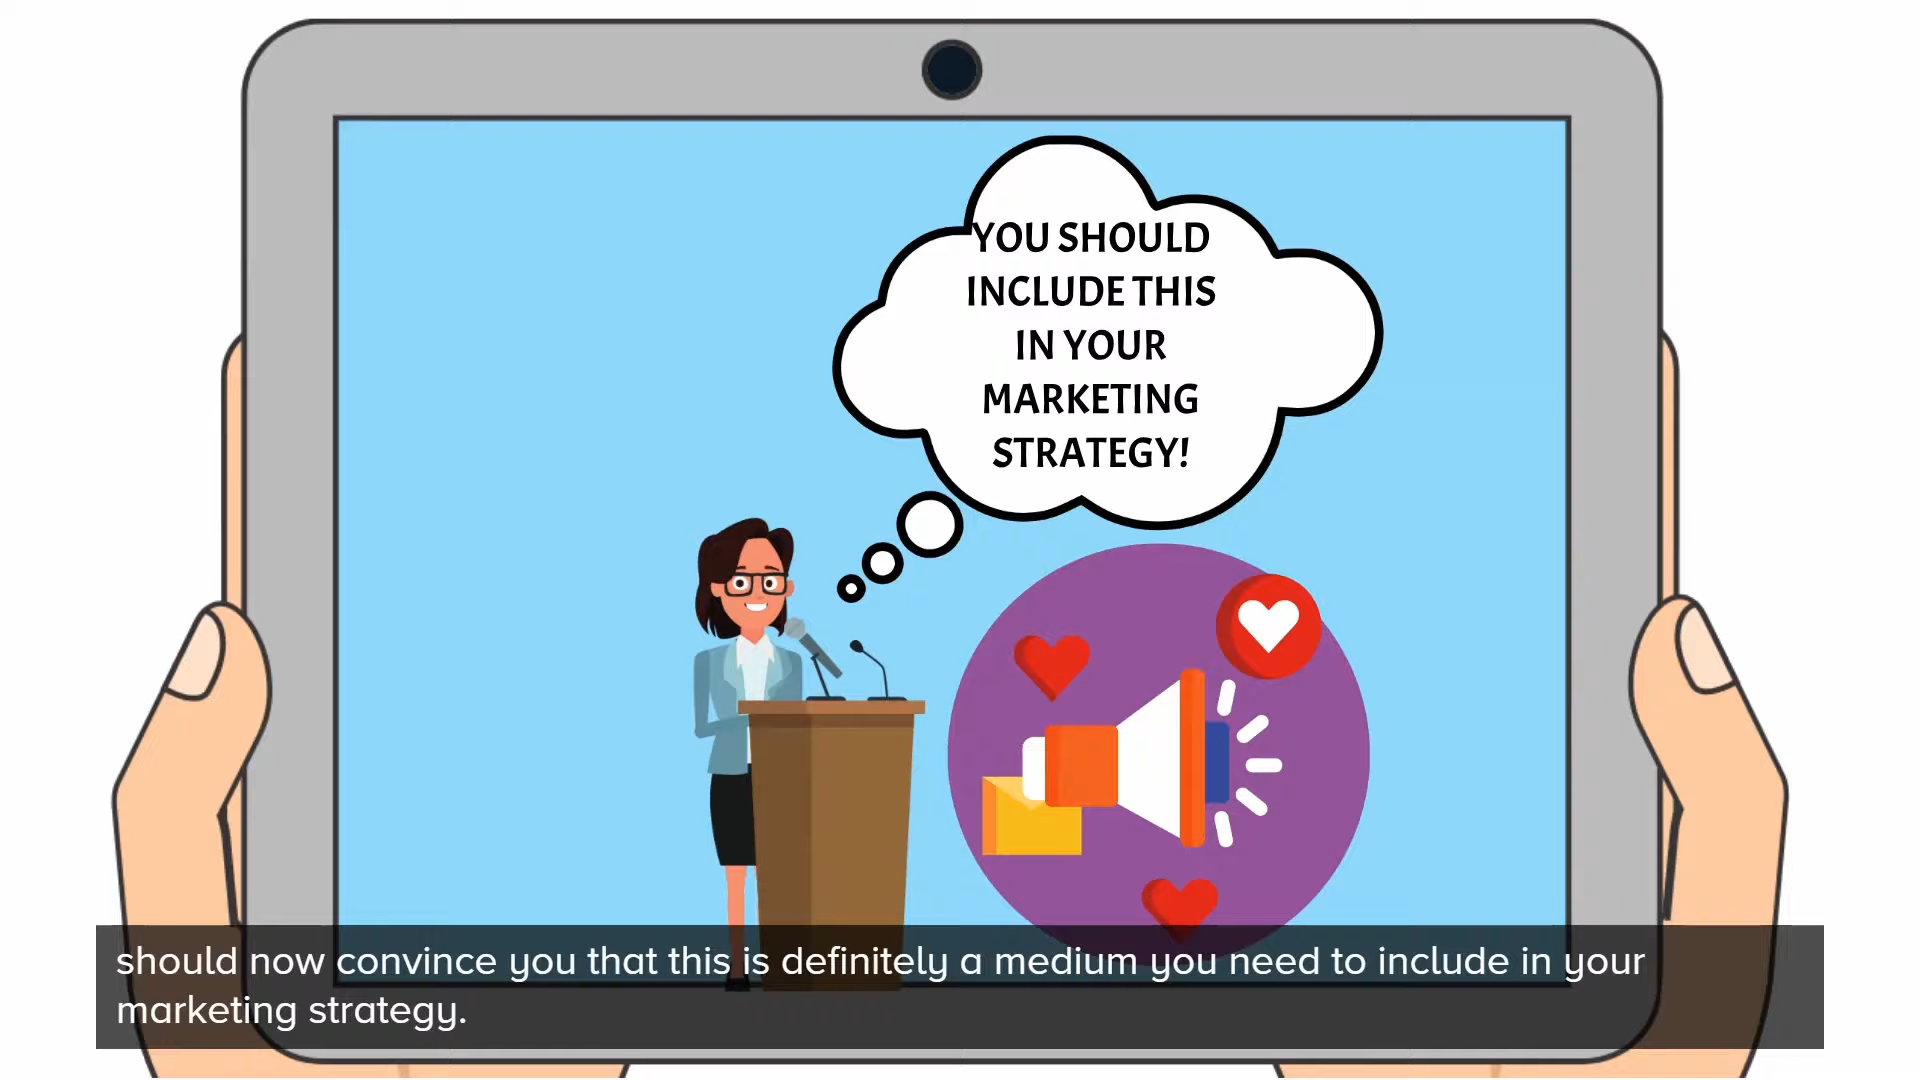 YOU SHOULD
INCLUDE THIS
IN YOUR
MARKETING
STRATEGY!
should now convince you that this is definitely a medium you need to include in your
marketing strategy.